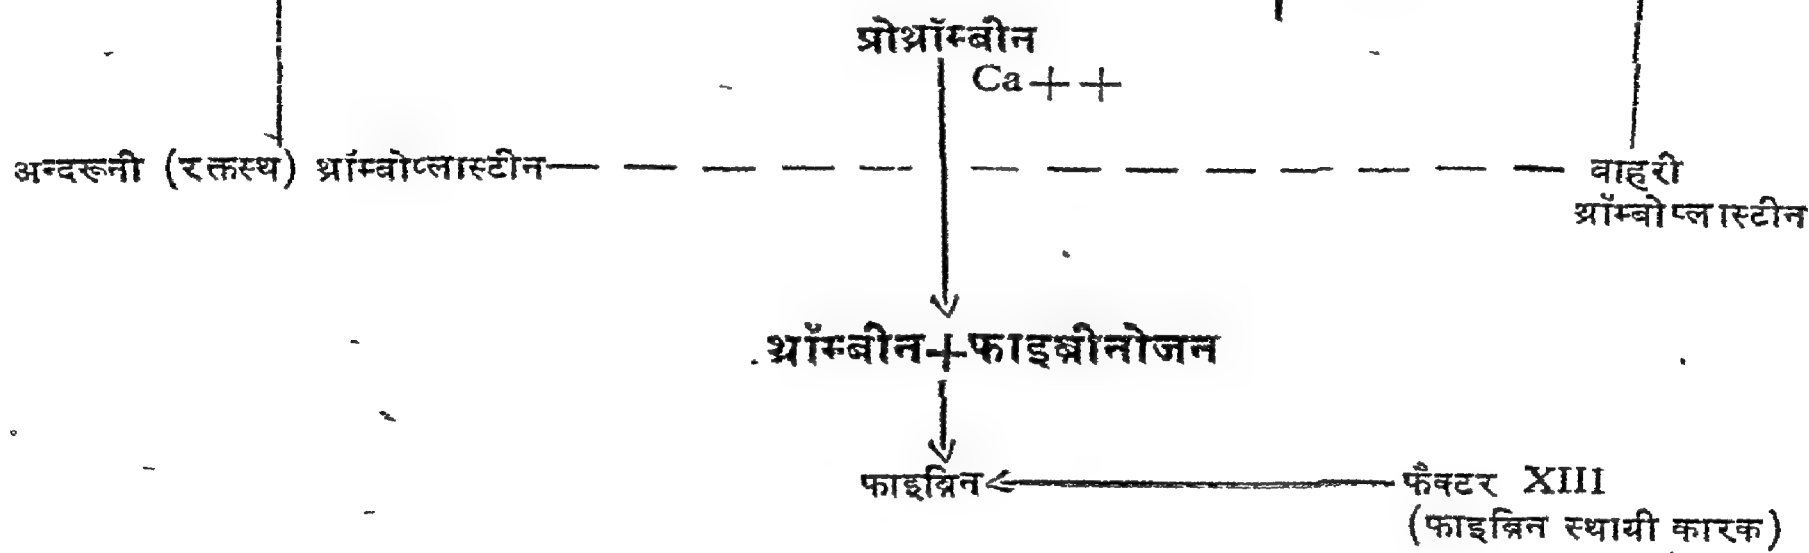 प्रोथ्रॉम्बीन
Ca++
अन्दरूनी (रक्तस्थ) थ्रॉम्बोप्लास्टीन
बाहरी
थ्रॉम्बोप्लास्टीन
थ्रॉम्बीन+फाइब्रीनोजन
फाइब्रिन
फैक्टर XIII
(फाइब्रिन स्थायी कारक)